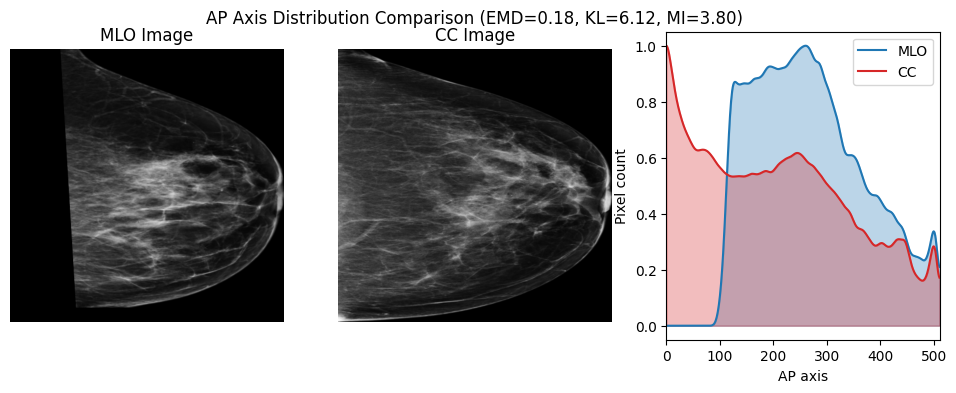 AP Axis Distribution Comparison (EMD=0.18, KL=6.12, MI=3.80)
MLO Image
CC Image
MLO
CC
Pixel count
1.0
0.8
0.6
0.4
0.2
0.0
0 100 200 300 400 500
AP axis